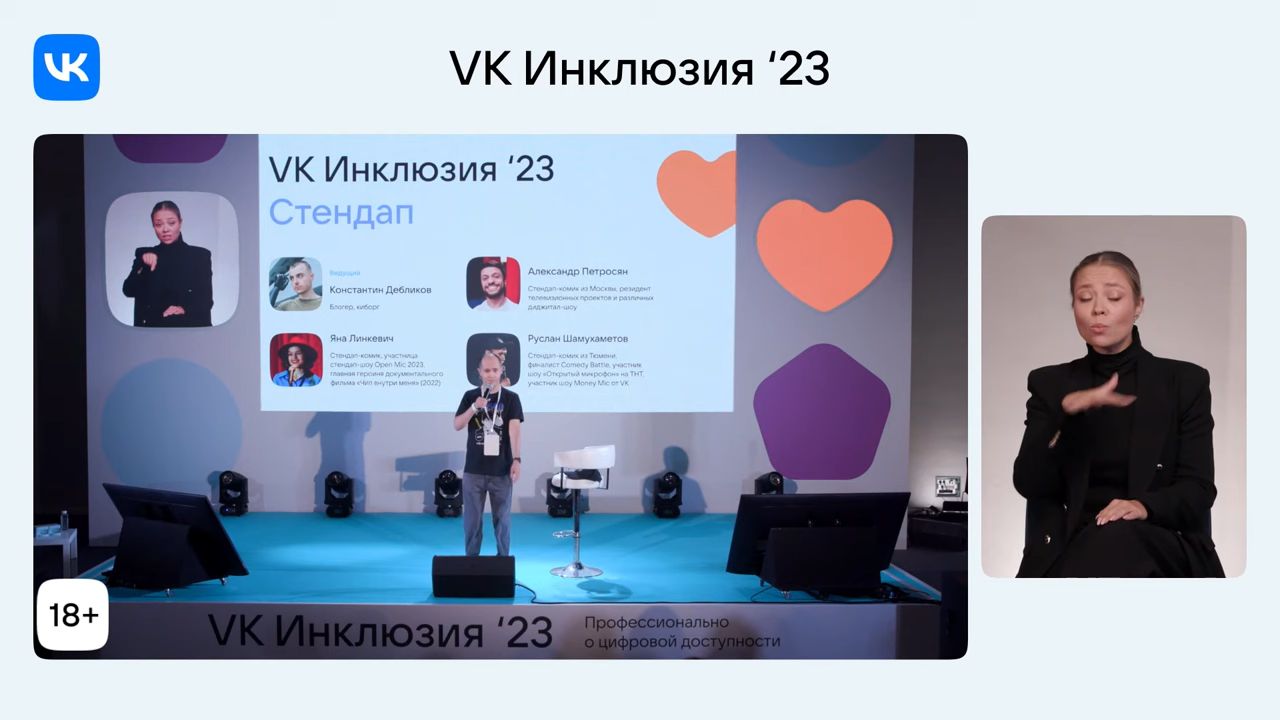 VK
VK Инклюзия ‘23
VK Инклюзия ‘23
Стендап
Ведущий
Константин Дебликов
Блогер, киборг
Александр Петросян
Стендап-комик из Москвы, резидент
телевизионных проектов и различных
диджитал-шоу
Яна Линкевич
Стендап-комик, участница
стендап-шоу Open Mic 2023,
главная героиня документального
фильма «Чип внутри меня» (2022)
Руслан Шамухаметов
Стендап-комик из Тюмени,
финалист Comedy Battle, участник
шоу «Открытый микрофон» на ТНТ,
участник шоу Money Mic от VK
18+
VK Инклюзия ‘23
Профессионально
о цифровой доступности